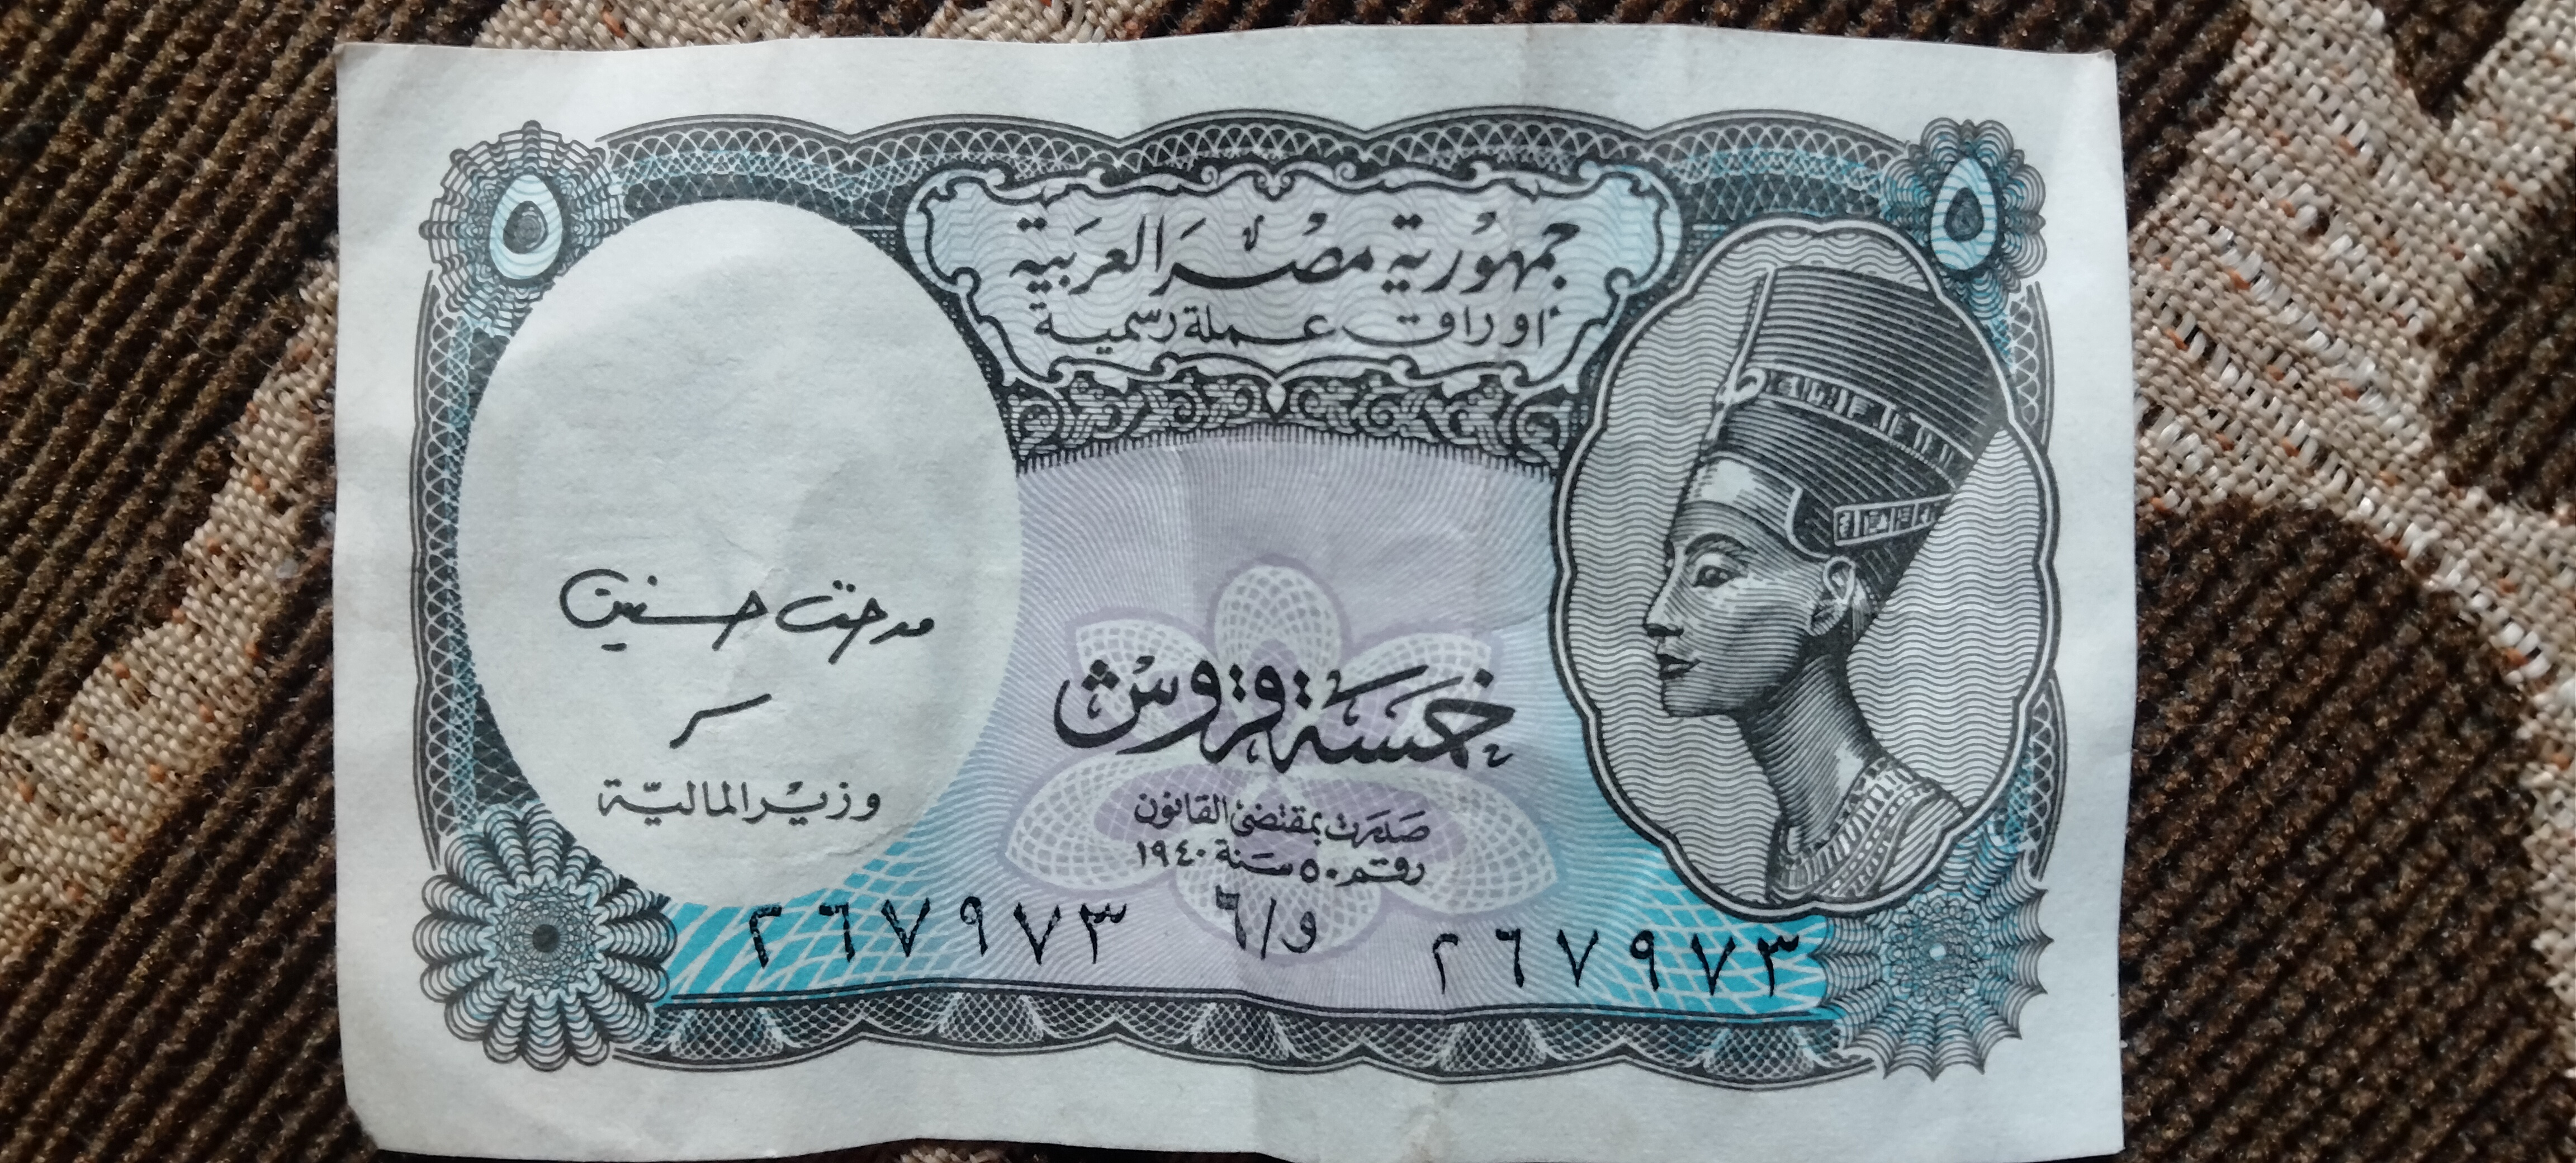 ٥
٥
جمهورية مصر العربية
أوراق عملة رسمية
مدحت حسنين
خمسة قروش
وزير المالية
صدرت بمقتضى القانون
رقم ٥٠ سنة ١٩٤٠
٢٦٧٩٧٣
و/٦
٢٦٧٩٧٣